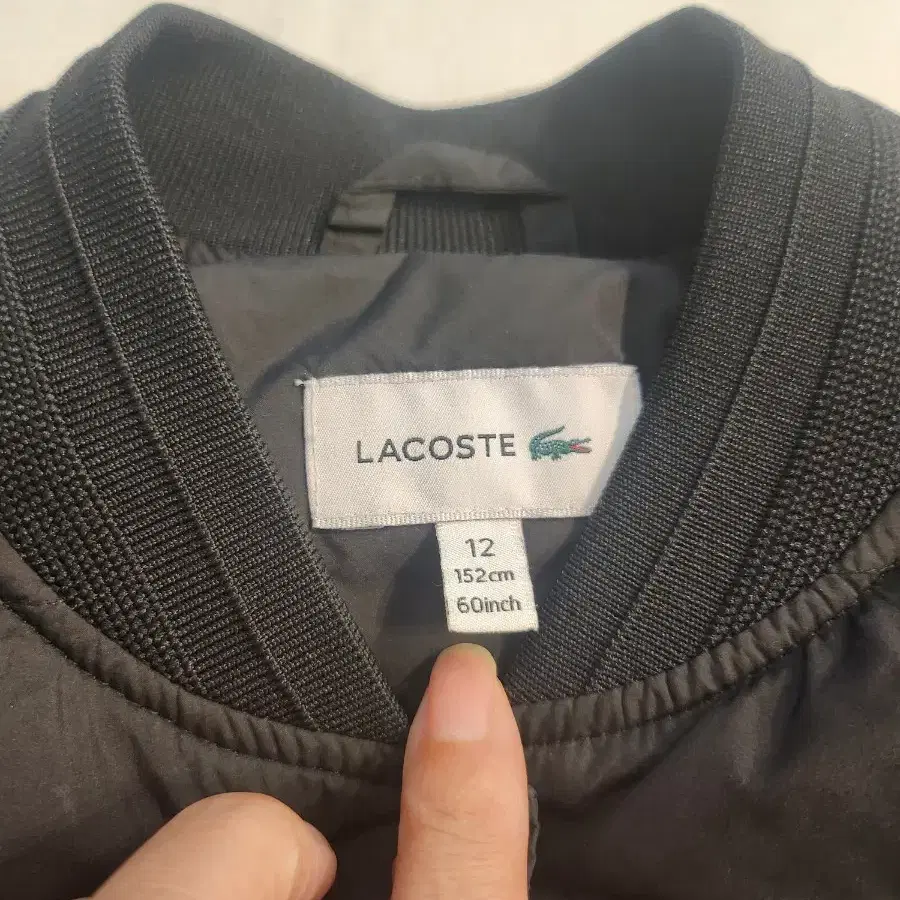 LACOSTE
12
152cm
60inch